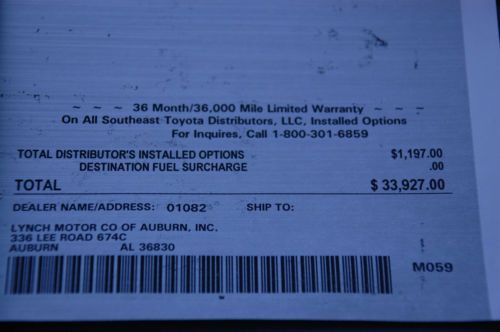 ~ ~ ~ 36 Month/36,000 Mile Limited Warranty ~ ~ ~
On All Southeast Toyota Distributors, LLC, Installed Options
For Inquires, Call 1-800-301-6859
TOTAL DISTRIBUTOR'S INSTALLED OPTIONS $1,197.00
DESTINATION FUEL SURCHARGE .00
TOTAL $ 33,927.00
DEALER NAME/ADDRESS: 01082 SHIP TO:
LYNCH MOTOR CO OF AUBURN, INC.
336 LEE ROAD 674C
AUBURN AL 36830
M059